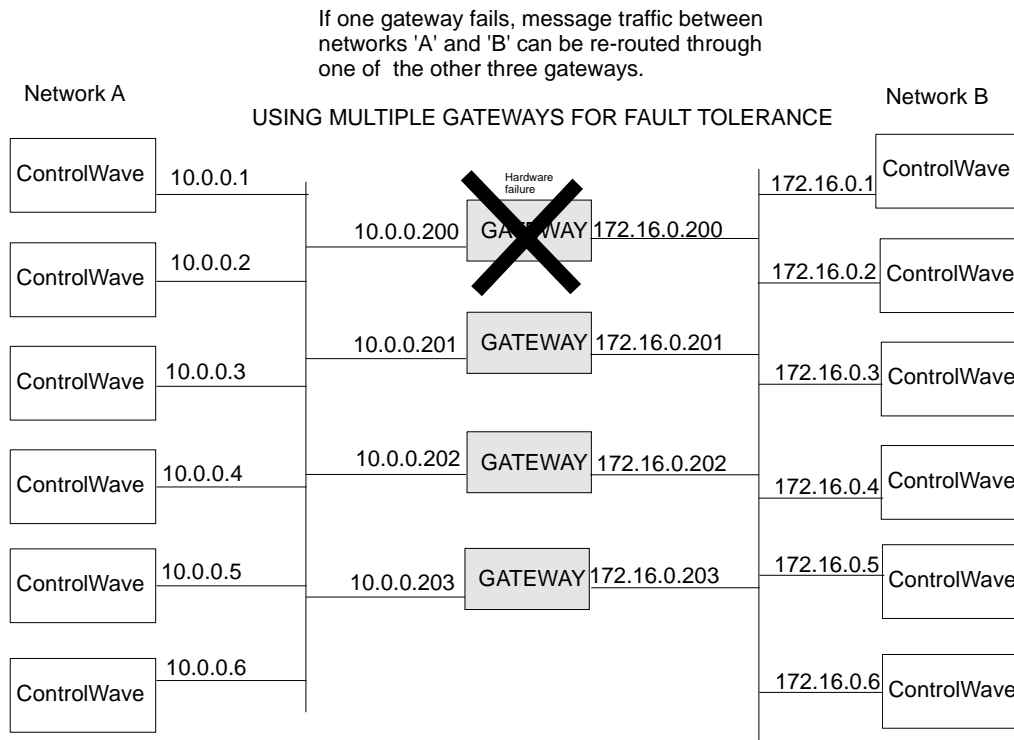 If one gateway fails, message traffic between
networks 'A' and 'B' can be re-routed through
one of the other three gateways.
Network A
Network B
USING MULTIPLE GATEWAYS FOR FAULT TOLERANCE
ControlWave
10.0.0.1
Hardware
failure
172.16.0.1
ControlWave
10.0.0.200
GATEWAY
172.16.0.200
ControlWave
10.0.0.2
172.16.0.2
ControlWave
10.0.0.201
GATEWAY
172.16.0.201
ControlWave
10.0.0.3
172.16.0.3
ControlWave
10.0.0.202
GATEWAY
172.16.0.202
ControlWave
10.0.0.4
172.16.0.4
ControlWave
ControlWave
10.0.0.5
10.0.0.203
GATEWAY
172.16.0.203
172.16.0.5
ControlWave
ControlWave
10.0.0.6
172.16.0.6
ControlWave